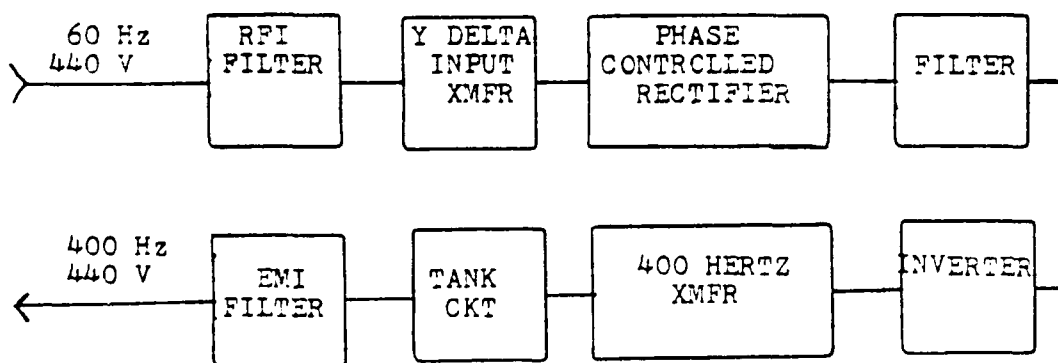 60 Hz
440 V
RFI
FILTER
Y DELTA
INPUT
XMFR
PHASE
CONTRCLLED
RECTIFIER
FILTER
400 Hz
440 V
EMI
FILTER
TANK
CKT
400 HERTZ
XMFR
INVERTER